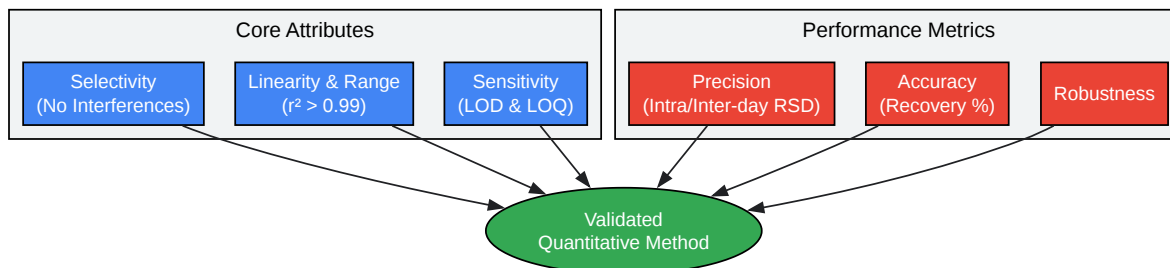 Core Attributes
Selectivity
(No Interferences)
Linearity & Range
(r² > 0.99)
Sensitivity
(LOD & LOQ)
Performance Metrics
Precision
(Intra/Inter-day RSD)
Accuracy
(Recovery %)
Robustness
Validated
Quantitative Method